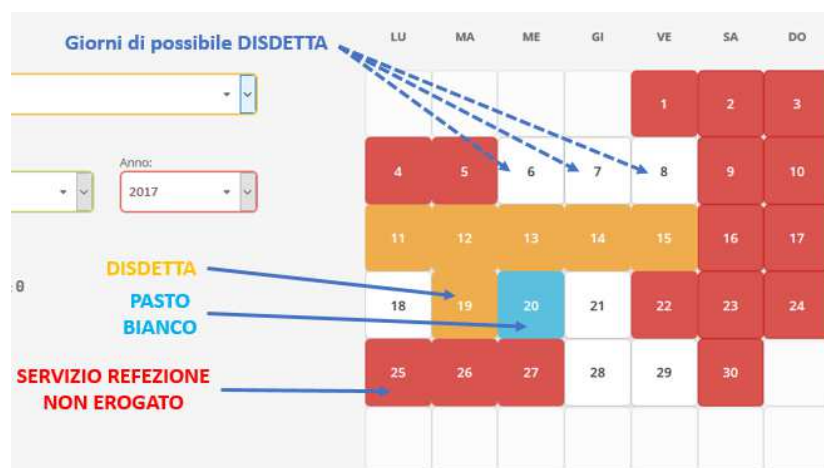 Giorni di possibile DISDETTA
LU MA ME GI VE SA DO
1 2 3
Anno:
2017
4 5 6 7 8 9 10
11 12 13 14 15 16 17
DISDETTA
: 0
PASTO
BIANCO
18 19 20 21 22 23 24
SERVIZIO REFEZIONE
NON EROGATO
25 26 27 28 29 30